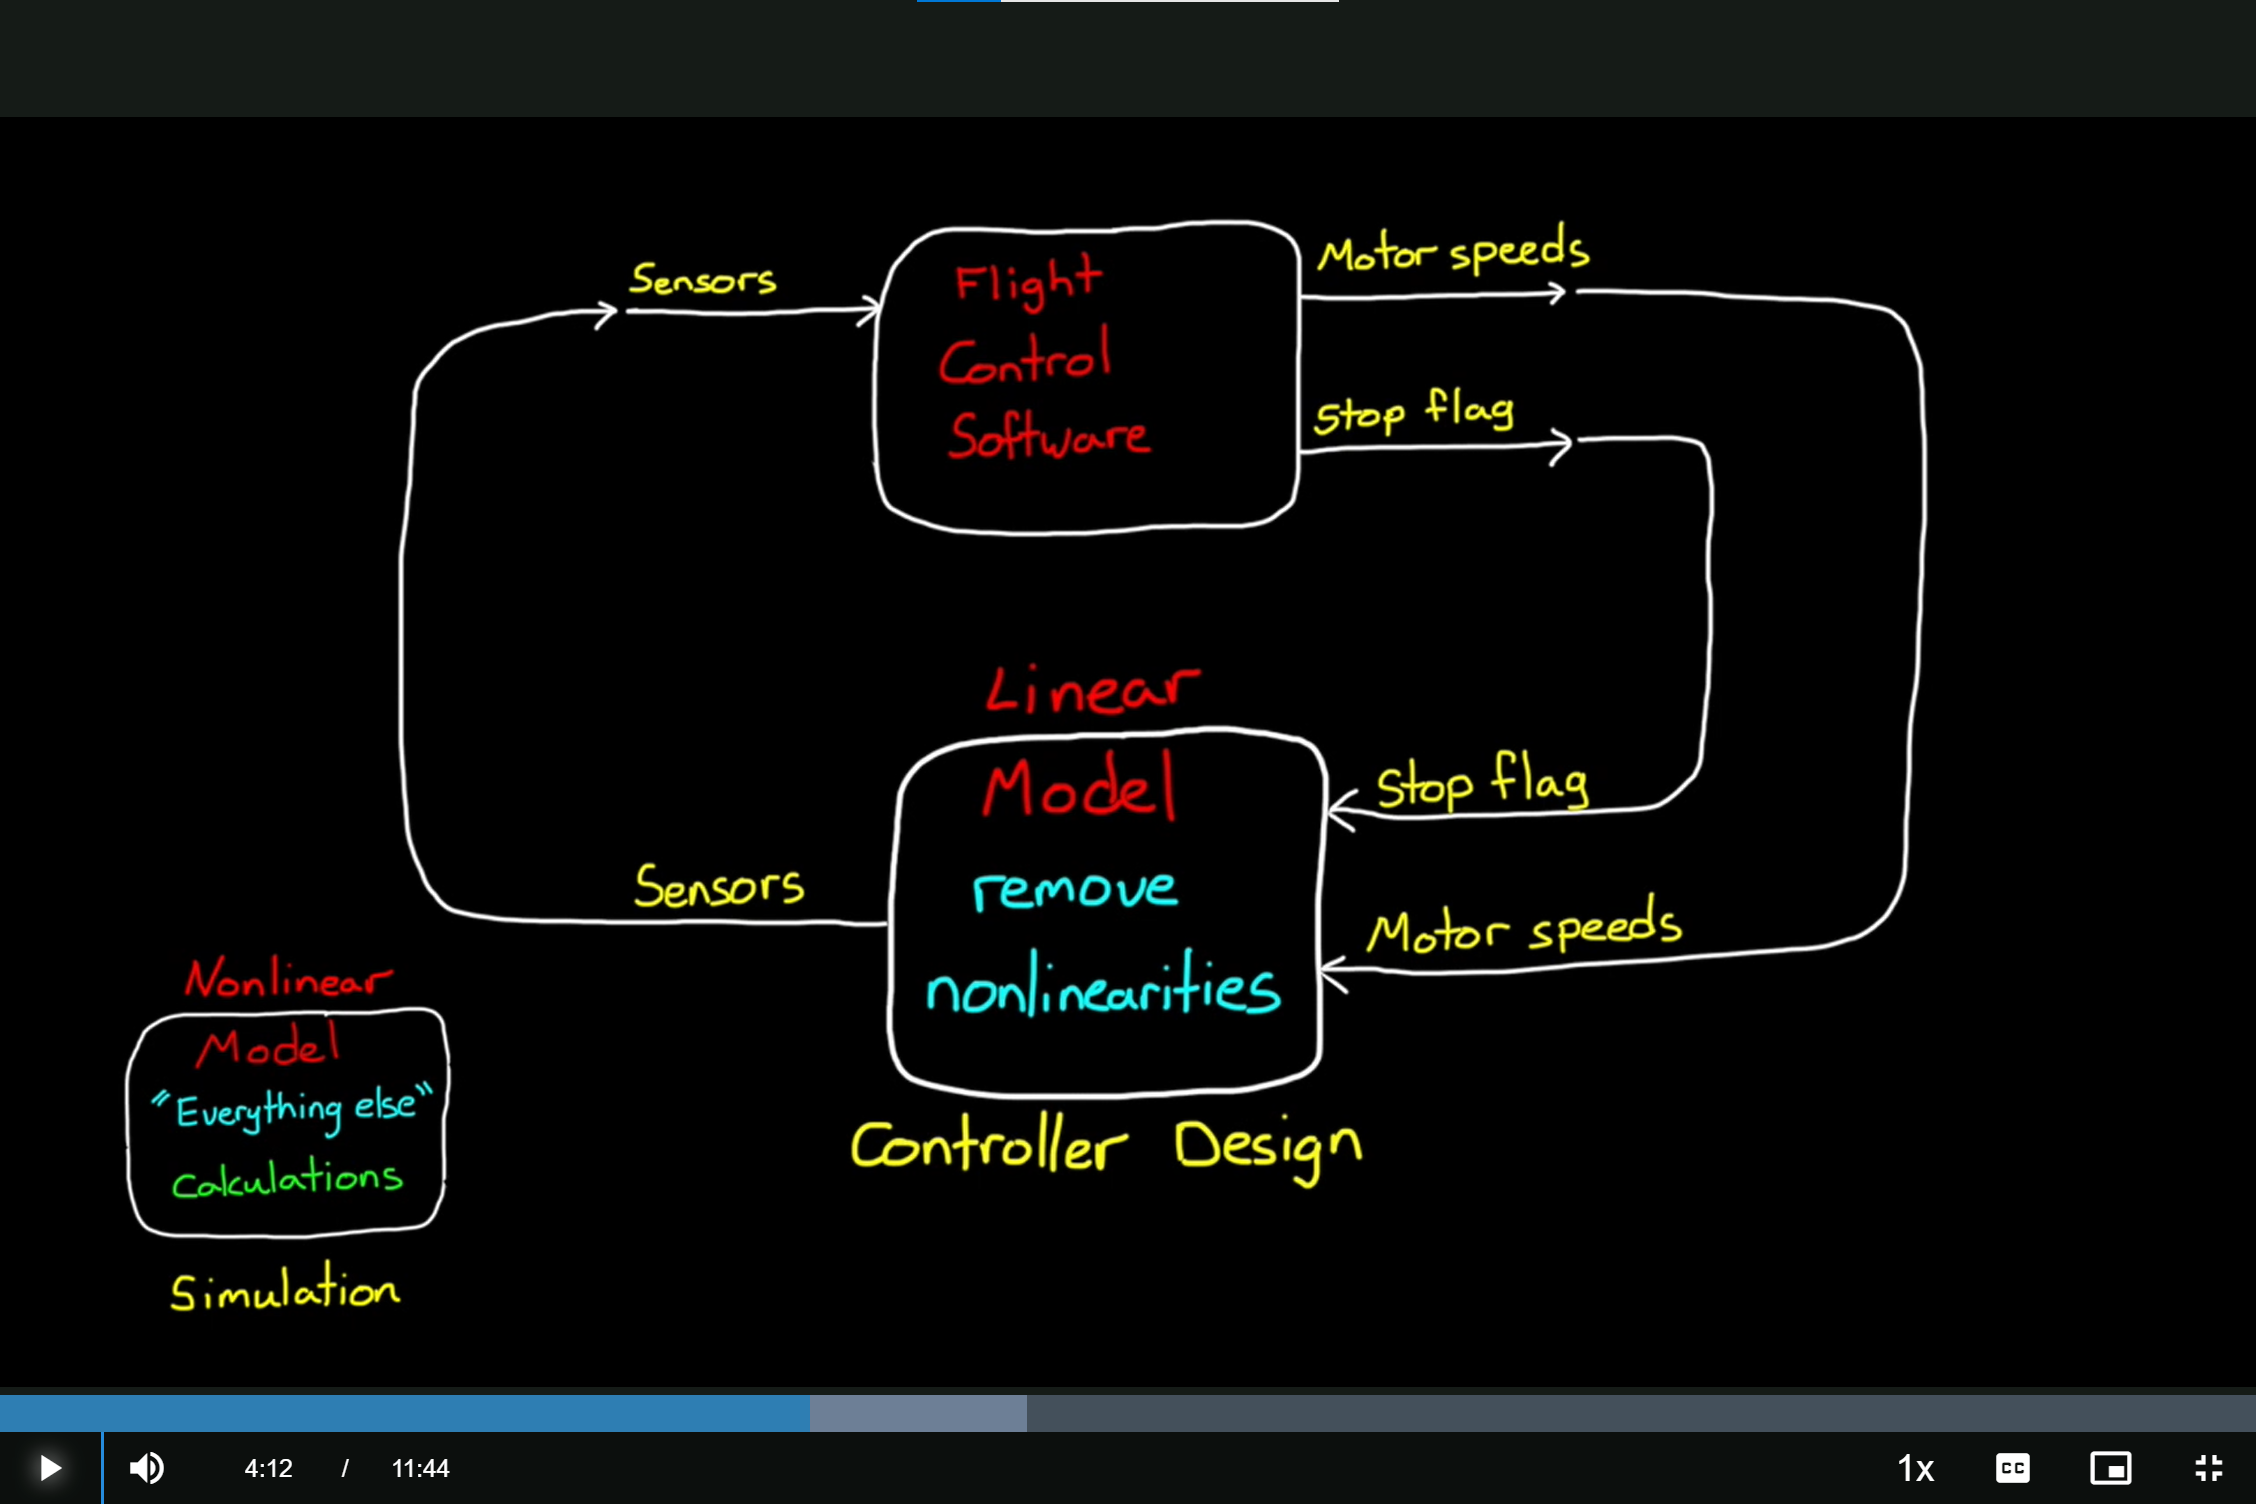 Sensors
Flight
Control
Software
Motor speeds
Stop flag
Linear
Model
remove
nonlinearities
Stop flag
Motor speeds
Sensors
Controller Design
Nonlinear
Model
"Everything else"
Calculations
Simulation
4:12 / 11:44
1x
CC